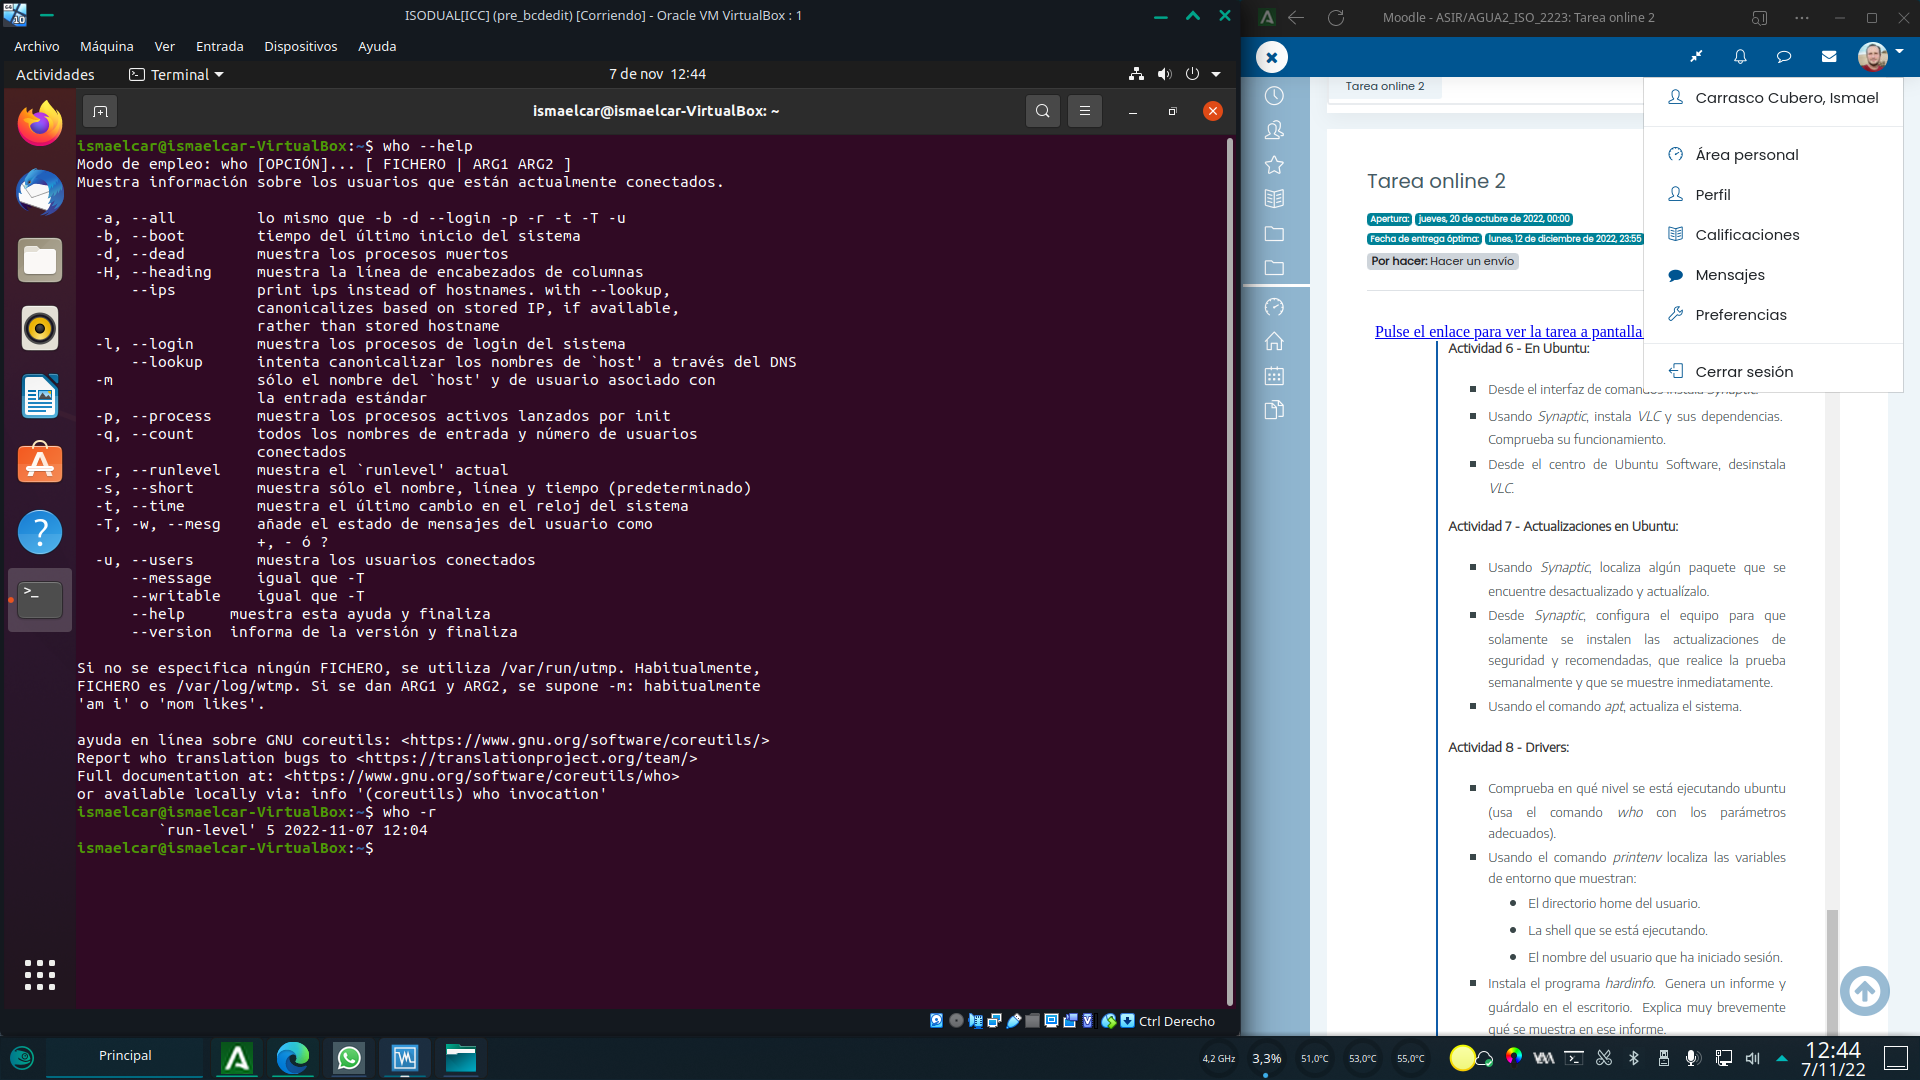 ISODUAL[ICC] (pre_bcdedit) [Corriendo] - Oracle VM VirtualBox : 1
Archivo Máquina Ver Entrada Dispositivos Ayuda
Actividades Terminal 7 de nov 12:44
ismaelcar@ismaelcar-VirtualBox: ~
ismaelcar@ismaelcar-VirtualBox:~$ who --help
Modo de empleo: who [OPCIÓN]... [ FICHERO | ARG1 ARG2 ]
Muestra información sobre los usuarios que están actualmente conectados.
-a, --all lo mismo que -b -d --login -p -r -t -T -u
-b, --boot tiempo del último inicio del sistema
-d, --dead muestra los procesos muertos
-H, --heading muestra la línea de encabezados de columnas
--ips print ips instead of hostnames. with --lookup,
canonicalizes based on stored IP, if available,
rather than stored hostname
-l, --login muestra los procesos de login del sistema
--lookup intenta canonicalizar los nombres de `host' a través del DNS
-m sólo el nombre del `host' y de usuario asociado con
la entrada estándar
-p, --process muestra los procesos activos lanzados por init
-q, --count todos los nombres de entrada y número de usuarios
conectados
-r, --runlevel muestra el `runlevel' actual
-s, --short muestra sólo el nombre, línea y tiempo (predeterminado)
-t, --time muestra el último cambio en el reloj del sistema
-T, -w, --mesg añade el estado de mensajes del usuario como
+, - ó ?
-u, --users muestra los usuarios conectados
--message igual que -T
--writable igual que -T
--help muestra esta ayuda y finaliza
--version informa de la versión y finaliza
Si no se especifica ningún FICHERO, se utiliza /var/run/utmp. Habitualmente,
FICHERO es /var/log/wtmp. Si se dan ARG1 y ARG2, se supone -m: habitualmente
'am i' o 'mom likes'.
ayuda en línea sobre GNU coreutils: <https://www.gnu.org/software/coreutils/>
Report who translation bugs to <https://translationproject.org/team/>
Full documentation at: <https://www.gnu.org/software/coreutils/who>
or available locally via: info '(coreutils) who invocation'
ismaelcar@ismaelcar-VirtualBox:~$ who -r
`run-level' 5 2022-11-07 12:04
ismaelcar@ismaelcar-VirtualBox:~$
Ctrl Derecho
Moodle - ASIR/AGUA2_ISO_2223: Tarea online 2
Tarea online 2
Carrasco Cubero, Ismael
Área personal
Perfil
Calificaciones
Mensajes
Preferencias
Cerrar sesión
Tarea online 2
Apertura: jueves, 20 de octubre de 2022, 00:00
Fecha de entrega óptima: lunes, 12 de diciembre de 2022, 23:55
Por hacer: Hacer un envío
Pulse el enlace para ver la tarea a pantalla
Actividad 6 - En Ubuntu:
Desde el interfaz de comandos instala Synaptic.
Usando Synaptic, instala VLC y sus dependencias.
Comprueba su funcionamiento.
Desde el centro de Ubuntu Software, desinstala
VLC.
Actividad 7 - Actualizaciones en Ubuntu:
Usando Synaptic, localiza algún paquete que se
encuentre desactualizado y actualízalo.
Desde Synaptic, configura el equipo para que
solamente se instalen las actualizaciones de
seguridad y recomendadas, que realice la prueba
semanalmente y que se muestre inmediatamente.
Usando el comando apt, actualiza el sistema.
Actividad 8 - Drivers:
Comprueba en qué nivel se está ejecutando ubuntu
(usa el comando who con los parámetros
adecuados).
Usando el comando printenv localiza las variables
de entorno que muestran:
El directorio home del usuario.
La shell que se está ejecutando.
El nombre del usuario que ha iniciado sesión.
Instala el programa hardinfo. Genera un informe y
guárdalo en el escritorio. Explica muy brevemente
qué se muestra en ese informe.
Principal
4,2 GHz 3,3% 51,0°C 53,0°C 55,0°C
12:44
7/11/22